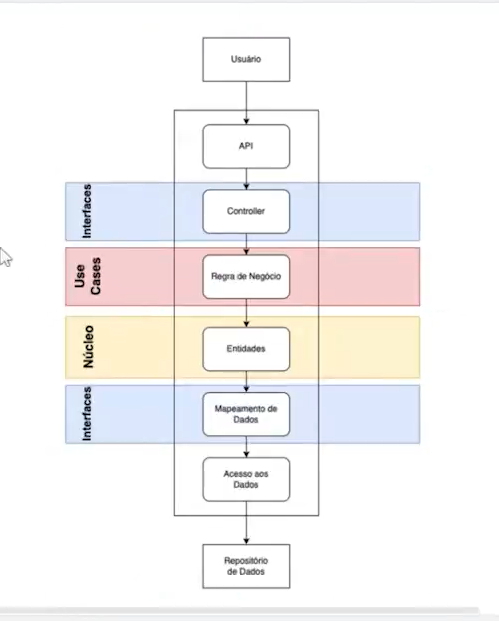 Usuário
API
Interfaces
Controller
Use
Cases
Regra de Negócio
Núcleo
Entidades
Interfaces
Mapeamento de
Dados
Acesso aos
Dados
Repositório
de Dados